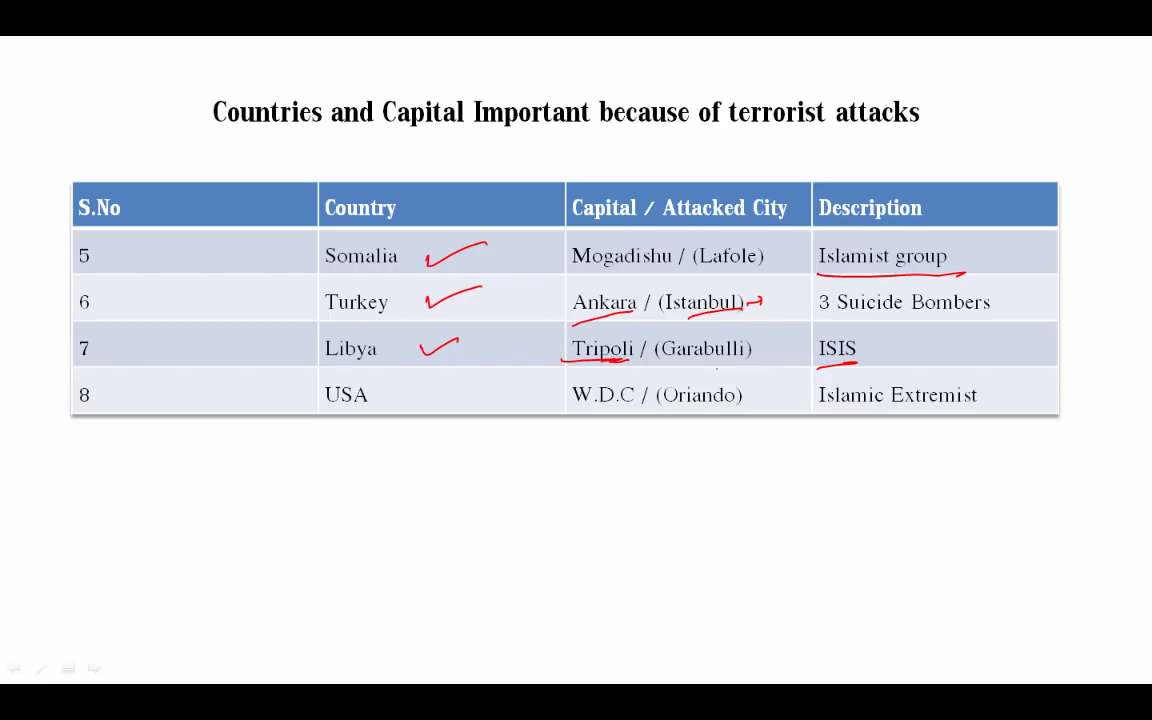 Countries and Capital Important because of terrorist attacks
S.No Country Capital / Attacked City Description
5 Somalia Mogadishu / (Lafole) Islamist group
6 Turkey Ankara / (Istanbul) 3 Suicide Bombers
7 Libya Tripoli / (Garabulli) ISIS
8 USA W.D.C / (Oriando) Islamic Extremist